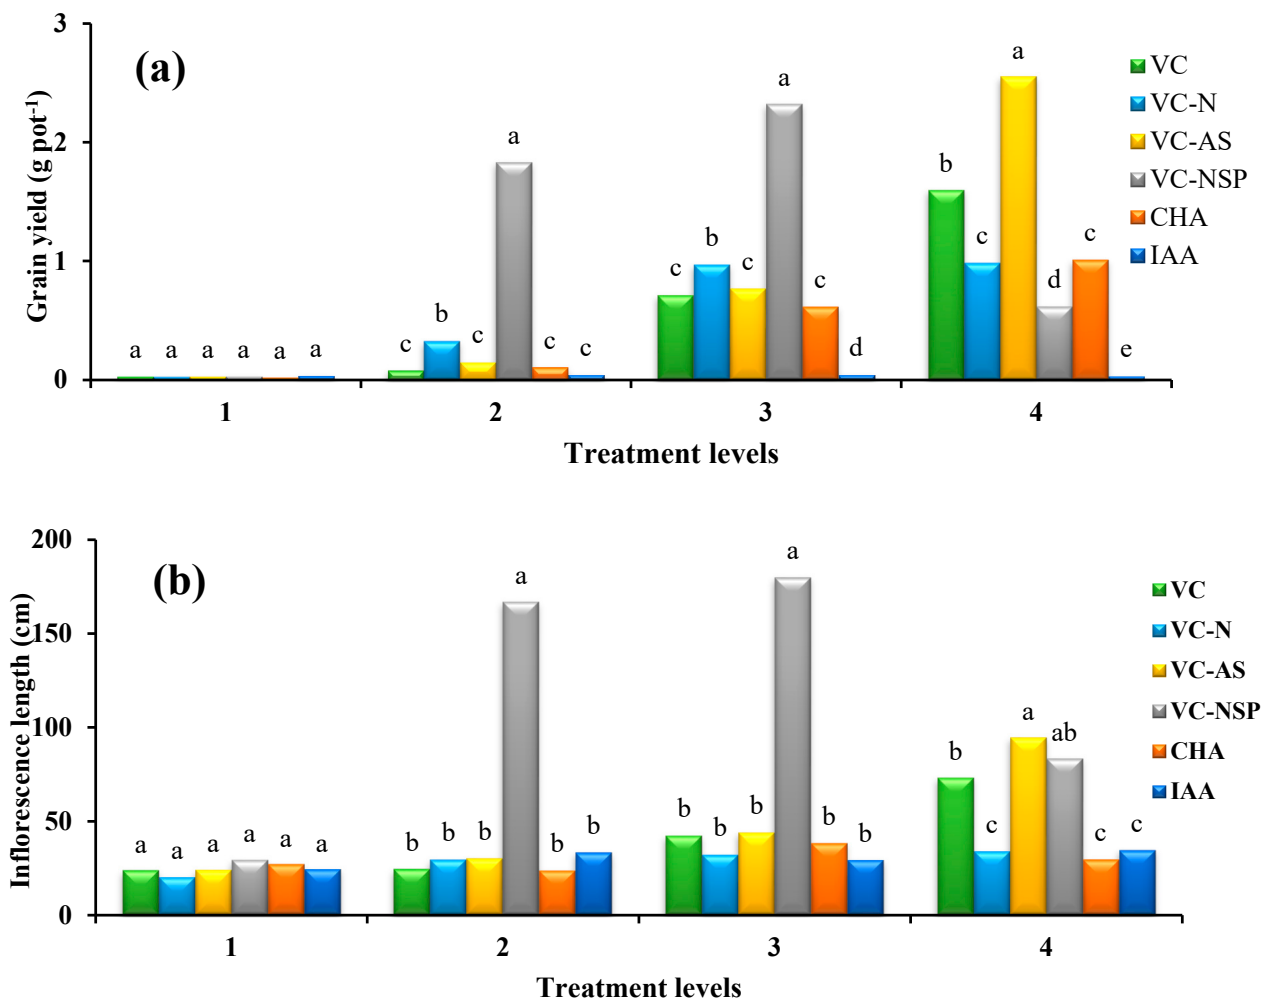 (a)
Grain yield (g pot⁻¹)
3
2
1
0
a a a a a a
c b c a c c
c b c a c d
b c a d c e
1 2 3 4
Treatment levels
VC
VC-N
VC-AS
VC-NSP
CHA
IAA
(b)
Inflorescence length (cm)
200
150
100
50
0
a a a a a a
b b b a b b
b b b a b b
b c a ab c c
1 2 3 4
Treatment levels
VC
VC-N
VC-AS
VC-NSP
CHA
IAA